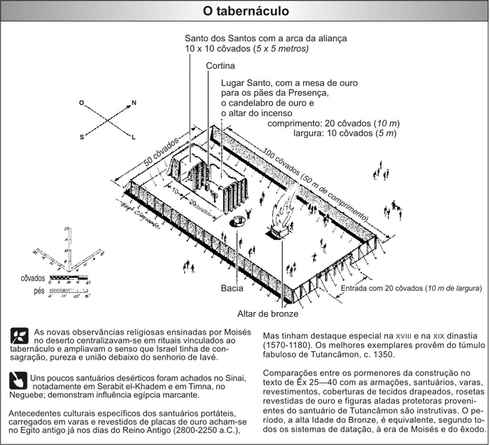 O tabernáculo
Santo dos Santos com a arca da aliança
10 x 10 côvados (5 x 5 metros)
Cortina
Lugar Santo, com a mesa de ouro
para os pães da Presença,
o candelabro de ouro e
o altar do incenso
comprimento: 20 côvados (10 m)
largura: 10 côvados (5 m)
O
N
S
L
50 côvados
100 côvados (50 m de comprimento)
10
20
côvados
pés
Bacia
Entrada com 20 côvados (10 m de largura)
Altar de bronze
As novas observâncias religiosas ensinadas por Moisés
no deserto centralizavam-se em rituais vinculados ao
tabernáculo e ampliavam o senso que Israel tinha de con-
sagração, pureza e união debaixo do senhorio de Iavé.
Uns poucos santuários desérticos foram achados no Sinai,
notadamente em Serabit el-Khadem e em Timna, no
Neguebe; demonstram influência egípcia marcante.
Antecedentes culturais específicos dos santuários portáteis,
carregados em varas e revestidos de placas de ouro acham-se
no Egito antigo já nos dias do Reino Antigo (2800-2250 a.C.),
Mas tinham destaque especial na XVIII e na XIX dinastia
(1570-1180). Os melhores exemplares provêm do túmulo
fabuloso de Tutancâmon, c. 1350.
Comparações entre os pormenores da construção no
texto de Êx 25—40 com as armações, santuários, varas,
revestimentos, coberturas de tecidos drapeados, rosetas
revestidas de ouro e figuras aladas protetoras proveni-
entes do santuário de Tutancâmon são instrutivas. O pe-
ríodo, a alta Idade do Bronze, é equivalente, segundo to-
dos os sistemas de datação, à era de Moisés e do êxodo.